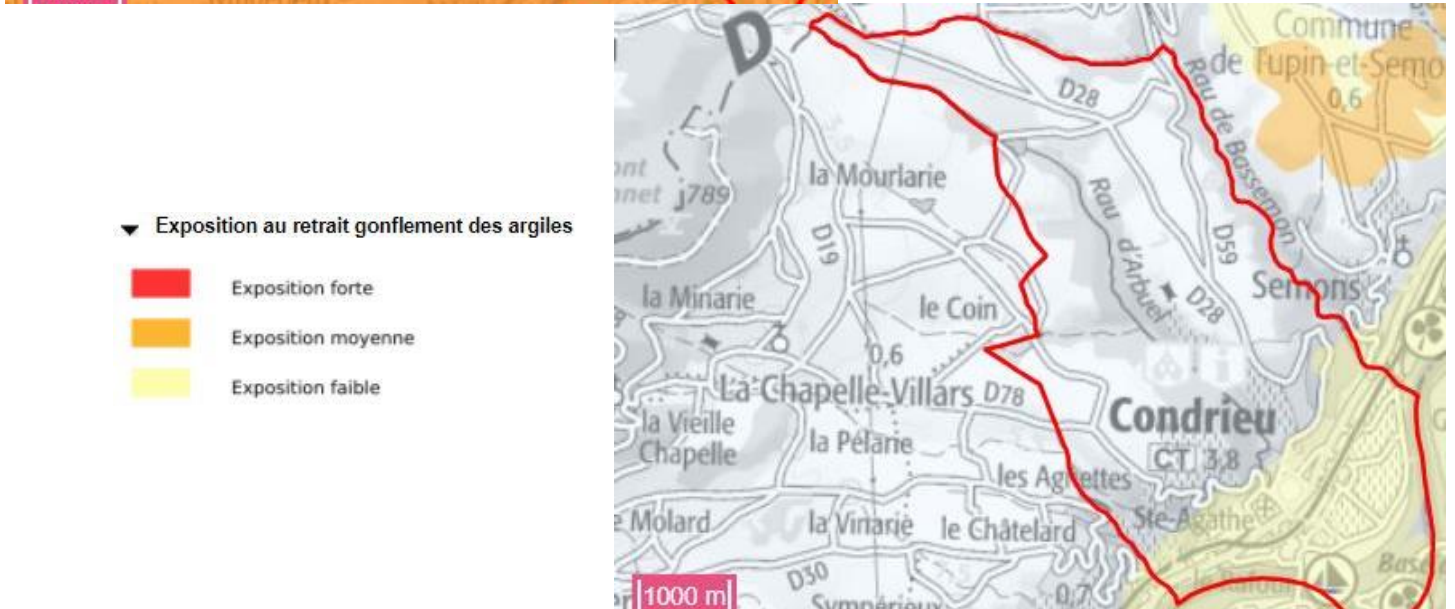 Exposition au retrait gonflement des argiles
Exposition forte
Exposition moyenne
Exposition faible
D
Commune
de Tupin-et-Semo
0,6
D28
Rau de Bassemon
la Mourlarie
j789
D19
Rau
d'Arbuel
D59
D28
Semons
la Minarie
le Coin
0,6
La Chapelle-Villars
D78
Condrieu
CT 3,8
la Vieille
Chapelle
la Pélarie
les Agnettes
Ste-Agathe
e Molard
la Vinarie
le Châtelard
D30
Sympérieux
0,7
1000 m